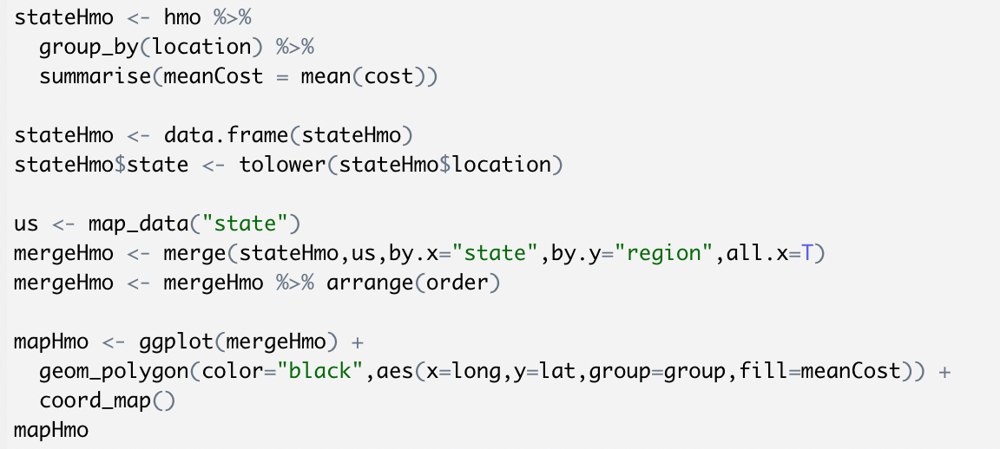 stateHmo <- hmo %>%
  group_by(location) %>%
  summarise(meanCost = mean(cost))

stateHmo <- data.frame(stateHmo)
stateHmo$state <- tolower(stateHmo$location)

us <- map_data("state")
mergeHmo <- merge(stateHmo,us,by.x="state",by.y="region",all.x=T)
mergeHmo <- mergeHmo %>% arrange(order)

mapHmo <- ggplot(mergeHmo) +
  geom_polygon(color="black",aes(x=long,y=lat,group=group,fill=meanCost)) +
  coord_map()
mapHmo